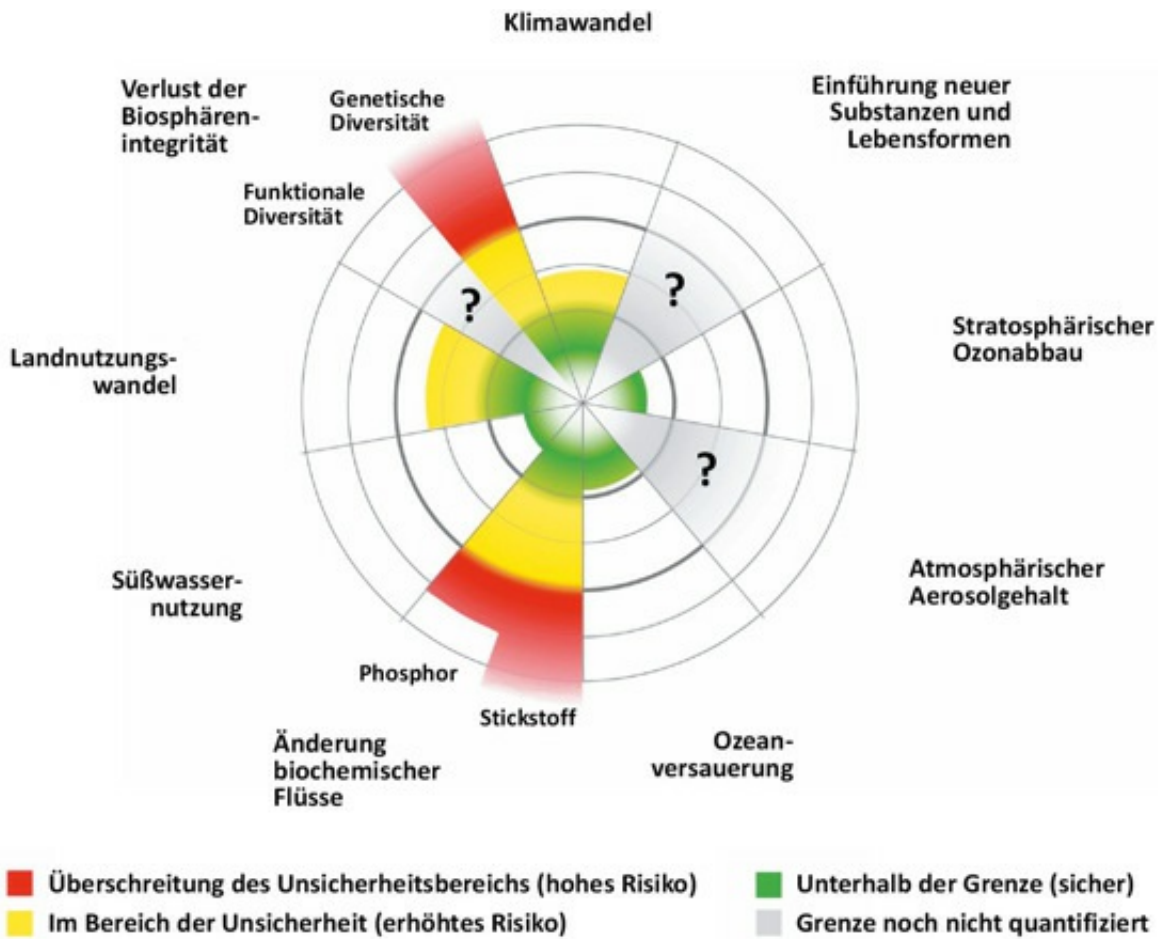 Klimawandel
Verlust der
Biosphären-
integrität
Genetische
Diversität
Funktionale
Diversität
Einführung neuer
Substanzen und
Lebensformen
?
?
Stratosphärischer
Ozonabbau
Landnutzungs-
wandel
?
Süßwasser-
nutzung
Atmosphärischer
Aerosolgehalt
Phosphor
Stickstoff
Änderung
biochemischer
Flüsse
Ozean-
versauerung
Überschreitung des Unsicherheitsbereichs (hohes Risiko)
Im Bereich der Unsicherheit (erhöhtes Risiko)
Unterhalb der Grenze (sicher)
Grenze noch nicht quantifiziert